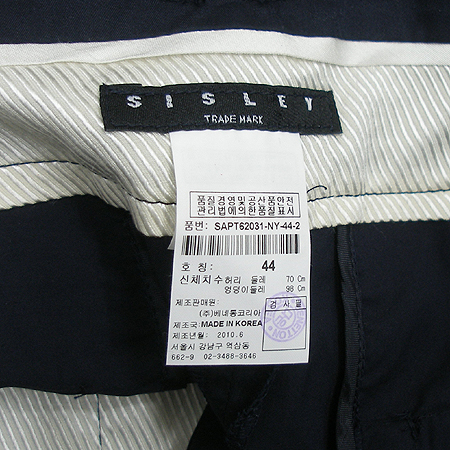 SISLEY
TRADE MARK
품질경영및공산품안전
관리법에의한품질표시
품번: SAPT62031-NY-44-2
호 칭: 44
신체치수 허리 둘레 70 Cm
엉덩이둘레 98 Cm
제조판매원: 검 사 필
(주)베네통코리아
제조국: MADE IN KOREA
제조년월: 2010.6
서울시 강남구 역삼동
662-9 02-3488-3646